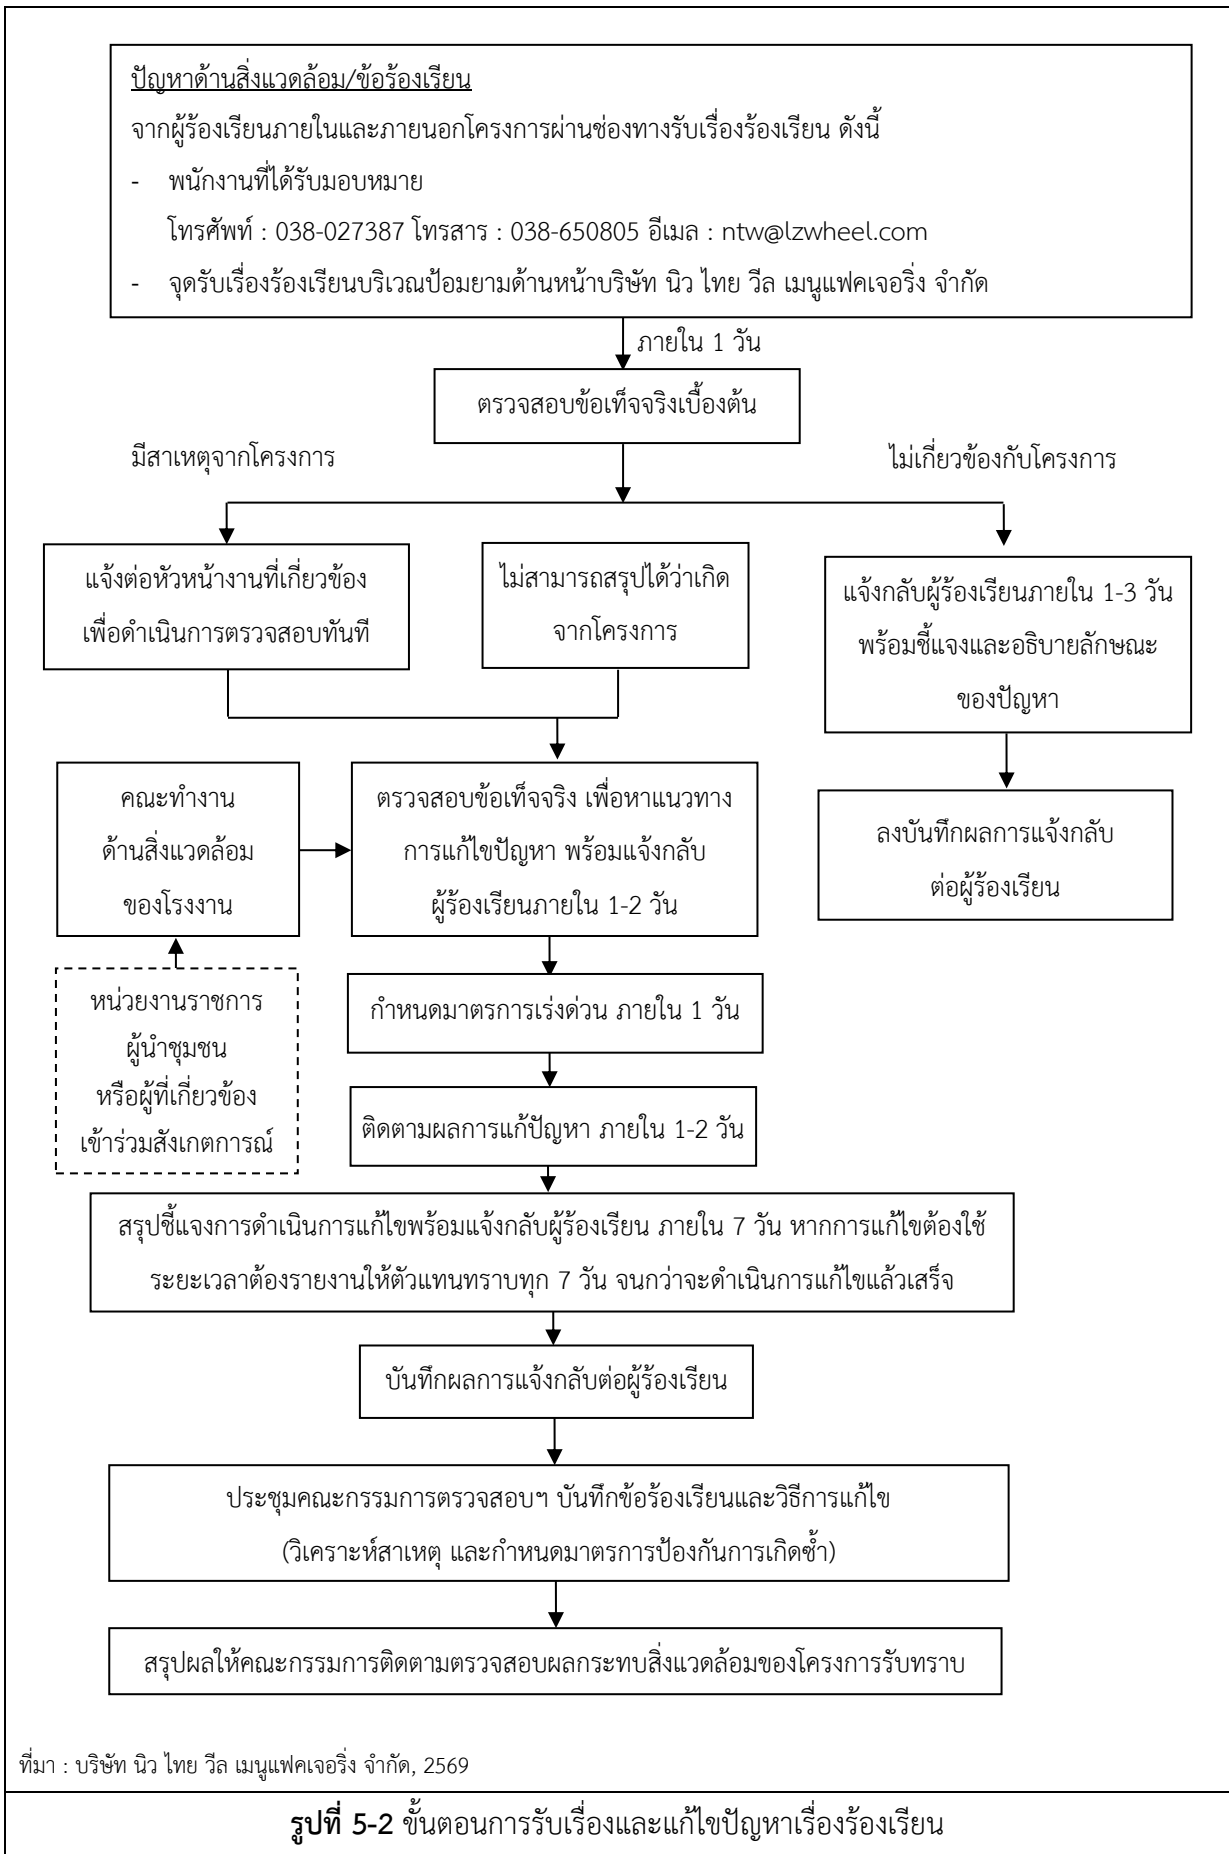 ปัญหาด้านสิ่งแวดล้อม/ข้อร้องเรียน
จากผู้ร้องเรียนภายในและภายนอกโครงการผ่านช่องทางรับเรื่องร้องเรียน ดังนี้
- พนักงานที่ได้รับมอบหมาย
โทรศัพท์ : 038-027387 โทรสาร : 038-650805 อีเมล : ntw@lzwheel.com
- จุดรับเรื่องร้องเรียนบริเวณป้อมยามด้านหน้าบริษัท นิว ไทย วีล เมนูแฟคเจอริ่ง จำกัด
ภายใน 1 วัน
ตรวจสอบข้อเท็จจริงเบื้องต้น
มีสาเหตุจากโครงการ
ไม่เกี่ยวข้องกับโครงการ
แจ้งต่อหัวหน้างานที่เกี่ยวข้อง
เพื่อดำเนินการตรวจสอบทันที
ไม่สามารถสรุปได้ว่าเกิด
จากโครงการ
แจ้งกลับผู้ร้องเรียนภายใน 1-3 วัน
พร้อมชี้แจงและอธิบายลักษณะ
ของปัญหา
คณะทำงาน
ด้านสิ่งแวดล้อม
ของโรงงาน
ตรวจสอบข้อเท็จจริง เพื่อหาแนวทาง
การแก้ไขปัญหา พร้อมแจ้งกลับ
ผู้ร้องเรียนภายใน 1-2 วัน
ลงบันทึกผลการแจ้งกลับ
ต่อผู้ร้องเรียน
หน่วยงานราชการ
ผู้นำชุมชน
หรือผู้ที่เกี่ยวข้อง
เข้าร่วมสังเกตการณ์
กำหนดมาตรการเร่งด่วน ภายใน 1 วัน
ติดตามผลการแก้ปัญหา ภายใน 1-2 วัน
สรุปชี้แจงการดำเนินการแก้ไขพร้อมแจ้งกลับผู้ร้องเรียน ภายใน 7 วัน หากการแก้ไขต้องใช้
ระยะเวลาต้องรายงานให้ตัวแทนทราบทุก 7 วัน จนกว่าจะดำเนินการแก้ไขแล้วเสร็จ
บันทึกผลการแจ้งกลับต่อผู้ร้องเรียน
ประชุมคณะกรรมการตรวจสอบฯ บันทึกข้อร้องเรียนและวิธีการแก้ไข
(วิเคราะห์สาเหตุ และกำหนดมาตรการป้องกันการเกิดซ้ำ)
สรุปผลให้คณะกรรมการติดตามตรวจสอบผลกระทบสิ่งแวดล้อมของโครงการรับทราบ
ที่มา : บริษัท นิว ไทย วีล เมนูแฟคเจอริ่ง จำกัด, 2569
รูปที่ 5-2 ขั้นตอนการรับเรื่องและแก้ไขปัญหาเรื่องร้องเรียน